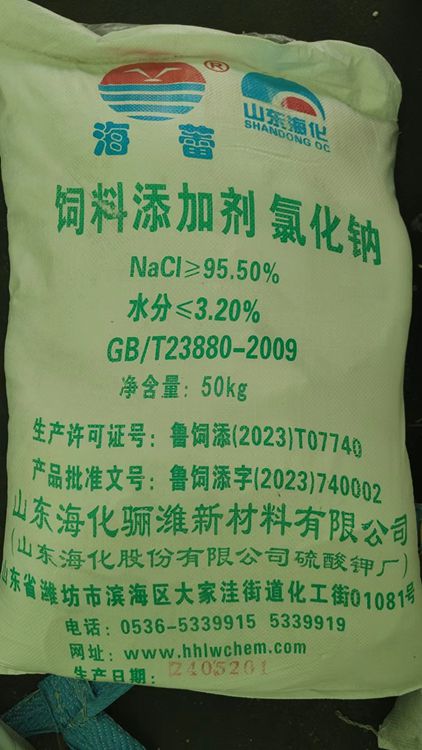 ®
海蕾
山东海化
SHANDONG OC
饲料添加剂 氯化钠
NaCl≥95.50%
水分≤3.20%
GB/T23880-2009
净含量: 50kg
生产许可证号: 鲁饲添(2023)T07740
产品批准文号: 鲁饲添字(2023)740002
山东海化骊潍新材料有限公司
(山东海化股份有限公司硫酸钾厂)
山东省潍坊市滨海区大家洼街道化工街01081号
电话: 0536-5339915 5339919
网址: www.hhlwchem.com
生产日期: 2405201